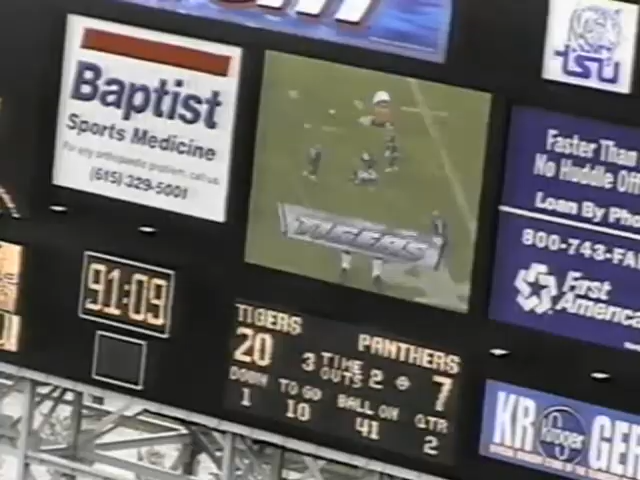 Baptist
Sports Medicine
For any orthopaedic problem, call us.
(615) 329-5001
TIGERS
tsu
Faster Than
No Huddle Off
Loan By Pho
800-743-FA
First
America
91:09
TIGERS PANTHERS
20 3 TIME OUTS 2 7
DOWN TO GO BALL ON QTR
1 10 41 2
KR Kroger GER